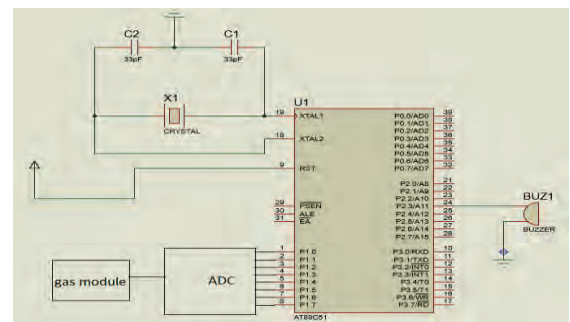 C2
C1
33pF
33pF
X1
CRYSTAL
U1
19 XTAL1
18 XTAL2
9 RST
29 PSEN
30 ALE
31 EA
1 P1.0
2 P1.1
3 P1.2
4 P1.3
5 P1.4
6 P1.5
7 P1.6
8 P1.7
P0.0/AD0 39
P0.1/AD1 38
P0.2/AD2 37
P0.3/AD3 36
P0.4/AD4 35
P0.5/AD5 34
P0.6/AD6 33
P0.7/AD7 32
P2.0/A8 21
P2.1/A9 22
P2.2/A10 23
P2.3/A11 24
P2.4/A12 25
P2.5/A13 26
P2.6/A14 27
P2.7/A15 28
P3.0/RXD 10
P3.1/TXD 11
P3.2/INT0 12
P3.3/INT1 13
P3.4/T0 14
P3.5/T1 15
P3.6/WR 16
P3.7/RD 17
AT89C51
BUZ1
BUZZER
gas module
ADC